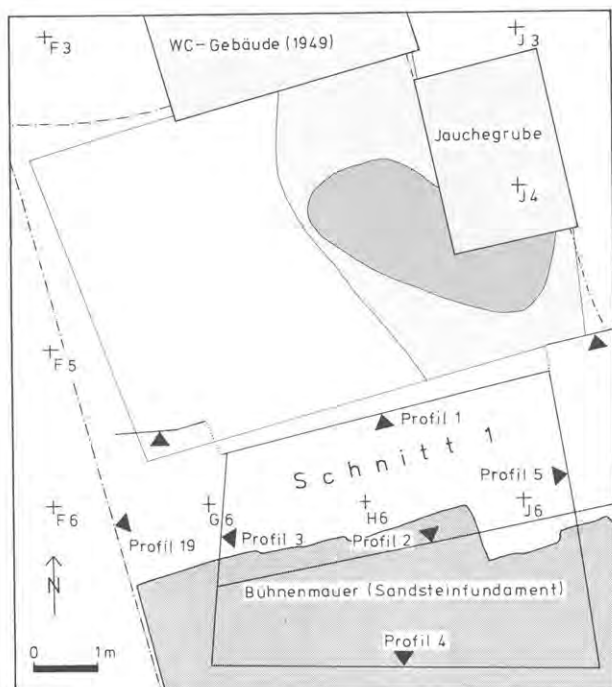 F3
WC-Gebäude (1949)
J3
Jauchegrube
J4
F5
Profil 1
Schnitt 1
Profil 5
F6
G6
H6
J6
Profil 19
Profil 3
Profil 2
N
Bühnenmauer (Sandsteinfundament)
Profil 4
0 1m